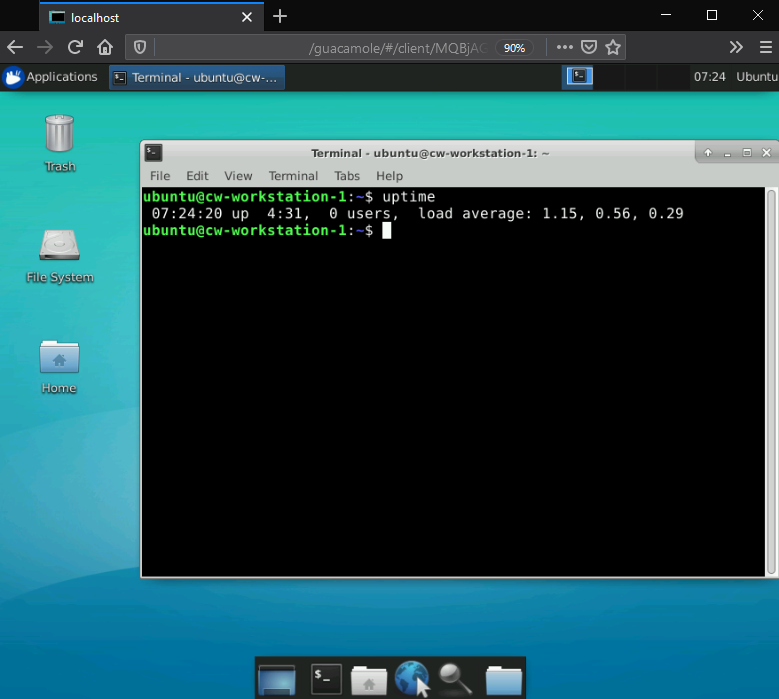 localhost
/guacamole/#/client/MQBjAG
90%
Applications
Terminal - ubuntu@cw-...
07:24
Ubuntu
Trash
Terminal - ubuntu@cw-workstation-1: ~
File Edit View Terminal Tabs Help
ubuntu@cw-workstation-1:~$ uptime
07:24:20 up  4:31,  0 users,  load average: 1.15, 0.56, 0.29
ubuntu@cw-workstation-1:~$
File System
Home